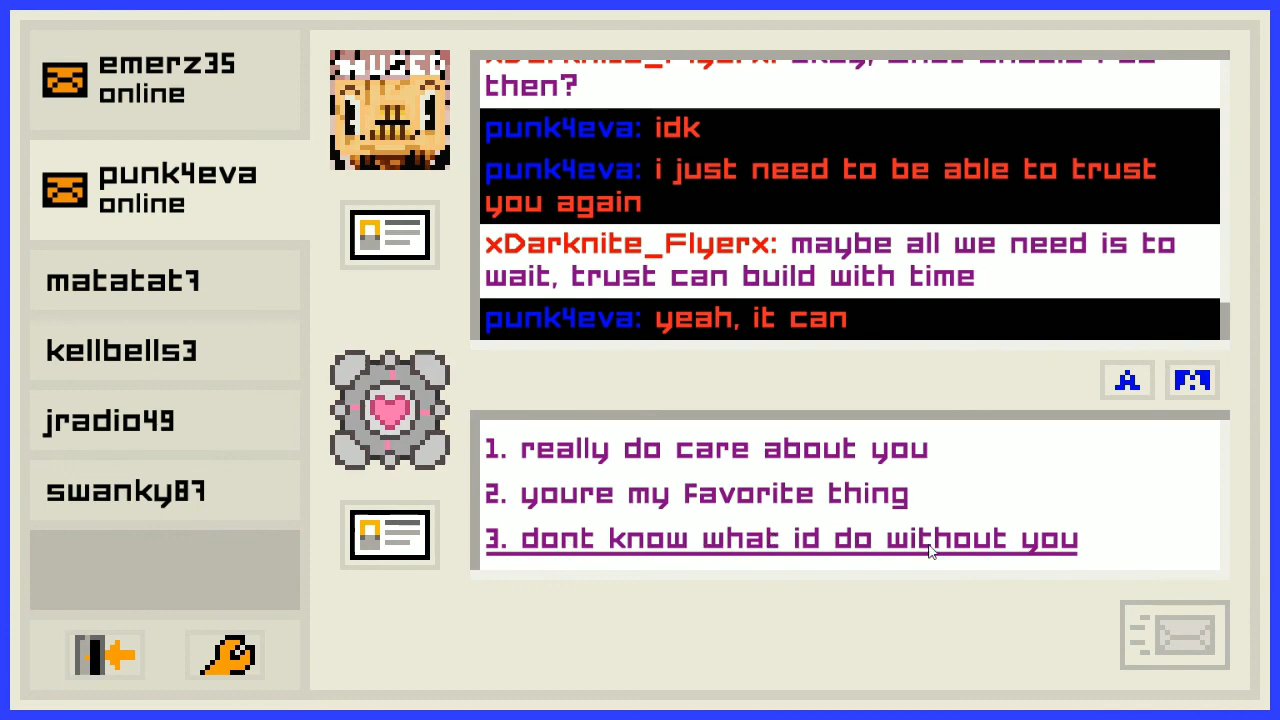 emerz35
online
punk4eva
online
matatat7
kellbells3
jradio49
swanky87
then?
punk4eva: idk
punk4eva: i just need to be able to trust
you again
xDarknite_Flyerx: maybe all we need is to
wait, trust can build with time
punk4eva: yeah, it can
A
1. really do care about you
2. youre my favorite thing
3. dont know what id do without you